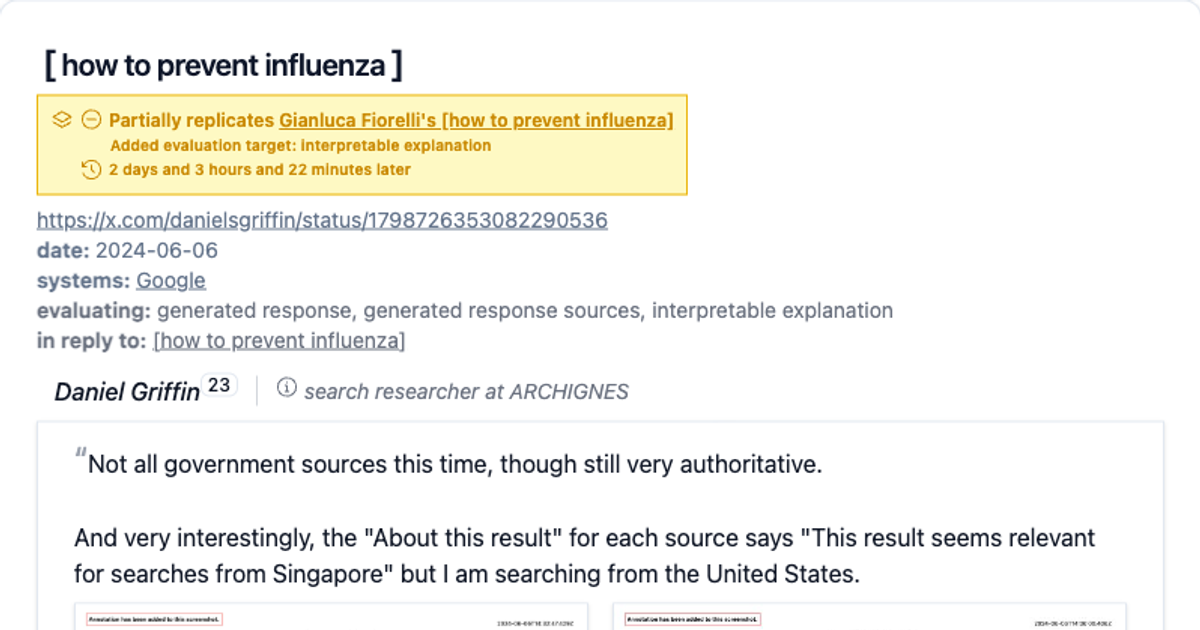 [ how to prevent influenza ]
Partially replicates Gianluca Fiorelli's [how to prevent influenza]
Added evaluation target: interpretable explanation
2 days and 3 hours and 22 minutes later
https://x.com/danielsgriffin/status/1798726353082290536
date: 2024-06-06
systems: Google
evaluating: generated response, generated response sources, interpretable explanation
in reply to: [how to prevent influenza]
Daniel Griffin 23 search researcher at ARCHIGNES
“Not all government sources this time, though still very authoritative.
And very interestingly, the "About this result" for each source says "This result seems relevant
for searches from Singapore" but I am searching from the United States.
Annotation has been added to this screenshot.
Annotation has been added to this screenshot.